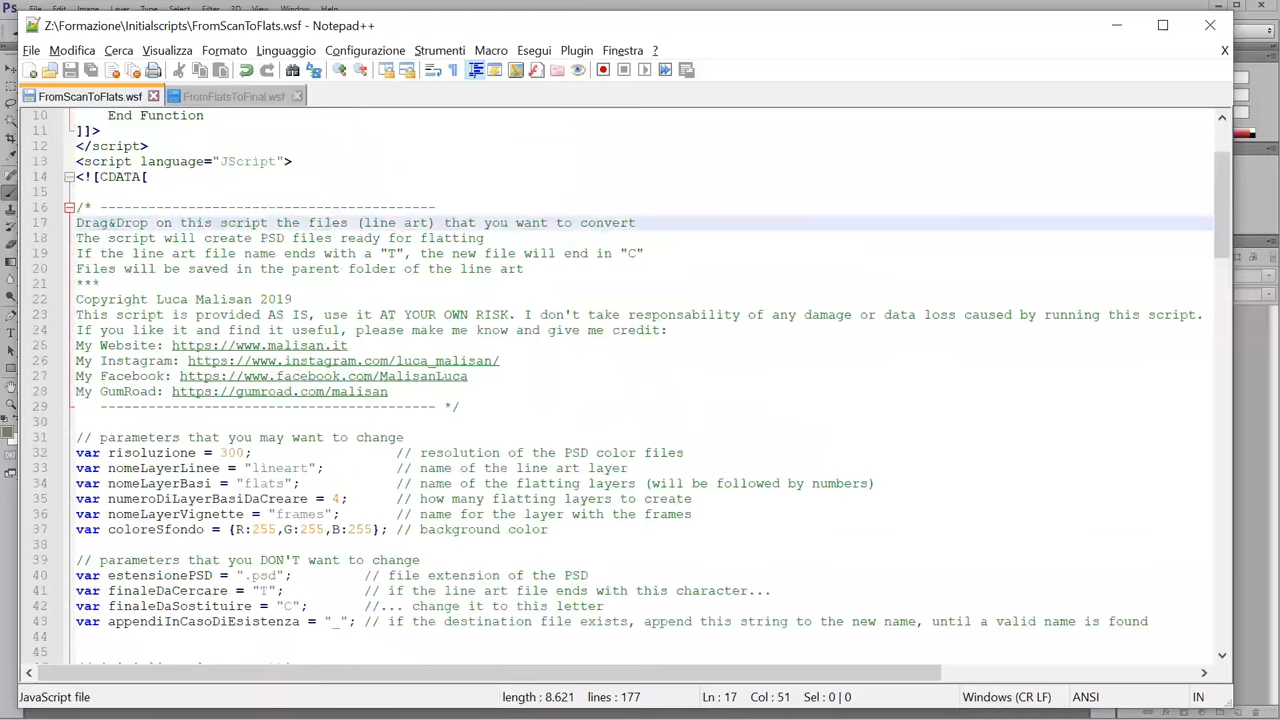 Ps File Edit Image Layer Type Select Filter 3D View Window Help
Z:\Formazione\Initialscripts\FromScanToFlats.wsf - Notepad++
File Modifica Cerca Visualizza Formato Linguaggio Configurazione Strumenti Macro Esegui Plugin Finestra ? X
FromScanToFlats.wsf FromFlatsToFinal.wsf
10 End Function
11 ]]>
12 </script>
13 <script language="JScript">
14 <![CDATA[
15
16 /* ------------------------------------------
17 Drag&Drop on this script the files (line art) that you want to convert
18 The script will create PSD files ready for flatting
19 If the line art file name ends with a "T", the new file will end in "C"
20 Files will be saved in the parent folder of the line art
21 ***
22 Copyright Luca Malisan 2019
23 This script is provided AS IS, use it AT YOUR OWN RISK. I don't take responsability of any damage or data loss caused by running this script.
24 If you like it and find it useful, please make me know and give me credit:
25 My Website: https://www.malisan.it
26 My Instagram: https://www.instagram.com/luca_malisan/
27 My Facebook: https://www.facebook.com/MalisanLuca
28 My GumRoad: https://gumroad.com/malisan
29 ------------------------------------------ */
30
31 // parameters that you may want to change
32 var risoluzione = 300; // resolution of the PSD color files
33 var nomeLayerLinee = "lineart"; // name of the line art layer
34 var nomeLayerBasi = "flats"; // name of the flatting layers (will be followed by numbers)
35 var numeroDiLayerBasiDaCreare = 4; // how many flatting layers to create
36 var nomeLayerVignette = "frames"; // name for the layer with the frames
37 var coloreSfondo = {R:255,G:255,B:255}; // background color
38
39 // parameters that you DON'T want to change
40 var estensionePSD = ".psd"; // file extension of the PSD
41 var finaleDaCercare = "T"; // if the line art file ends with this character...
42 var finaleDaSostituire = "C"; //... change it to this letter
43 var appendiInCasoDiEsistenza = "_"; // if the destination file exists, append this string to the new name, until a valid name is found
44
45
JavaScript file length : 8.621 lines : 177 Ln : 17 Col : 51 Sel : 0 | 0 Windows (CR LF) ANSI IN